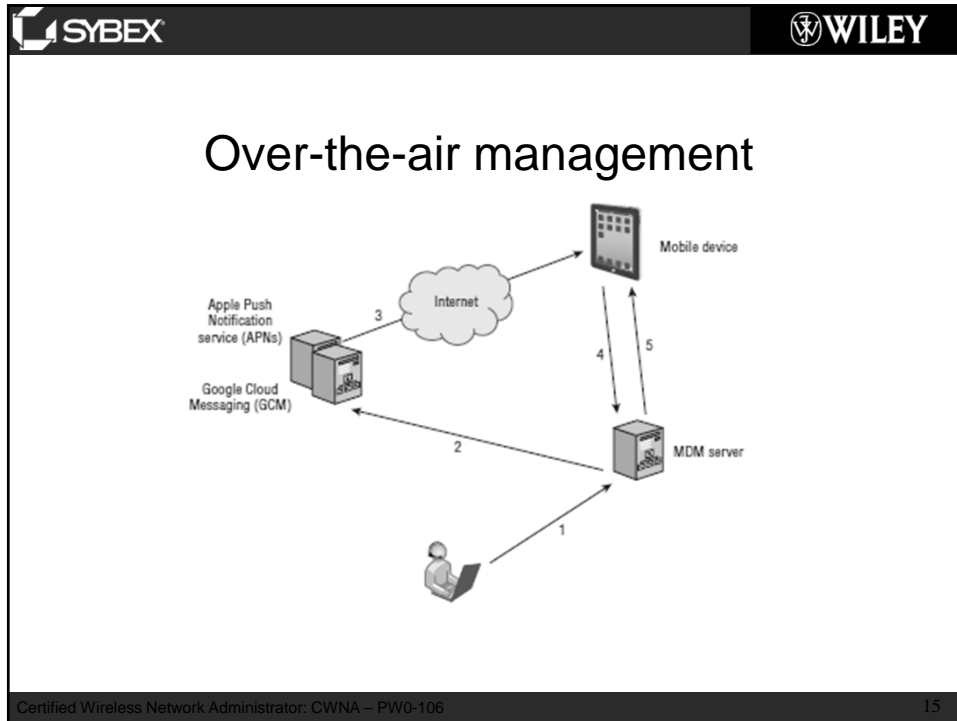 SYBEX
WILEY
Over-the-air management
Mobile device
Internet
Apple Push
Notification
service (APNs)
3
Google Cloud
Messaging (GCM)
4
5
2
MDM server
1
Certified Wireless Network Administrator: CWNA – PW0-106
15